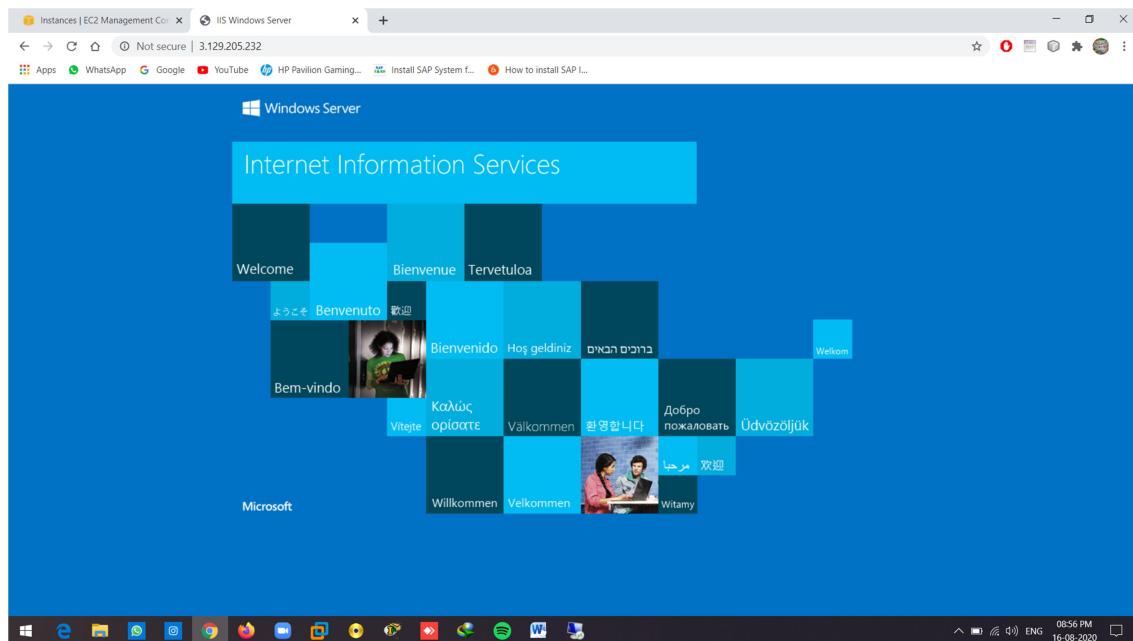 Instances | EC2 Management Con
IIS Windows Server
Not secure | 3.129.205.232
Apps
WhatsApp
Google
YouTube
HP Pavilion Gaming...
Install SAP System f...
How to install SAP I...
Windows Server
Internet Information Services
Welcome
Bienvenue
Tervetuloa
ようこそ
Benvenuto
歡迎
Bienvenido
Hoş geldiniz
ברוכים הבאים
Welkom
Bem-vindo
Vítejte
Καλώς
ορίσατε
Välkommen
환영합니다
Добро
пожаловать
Üdvözöljük
مرحبا
欢迎
Microsoft
Willkommen
Velkommen
Witamy
ENG
08:56 PM
16-08-2020